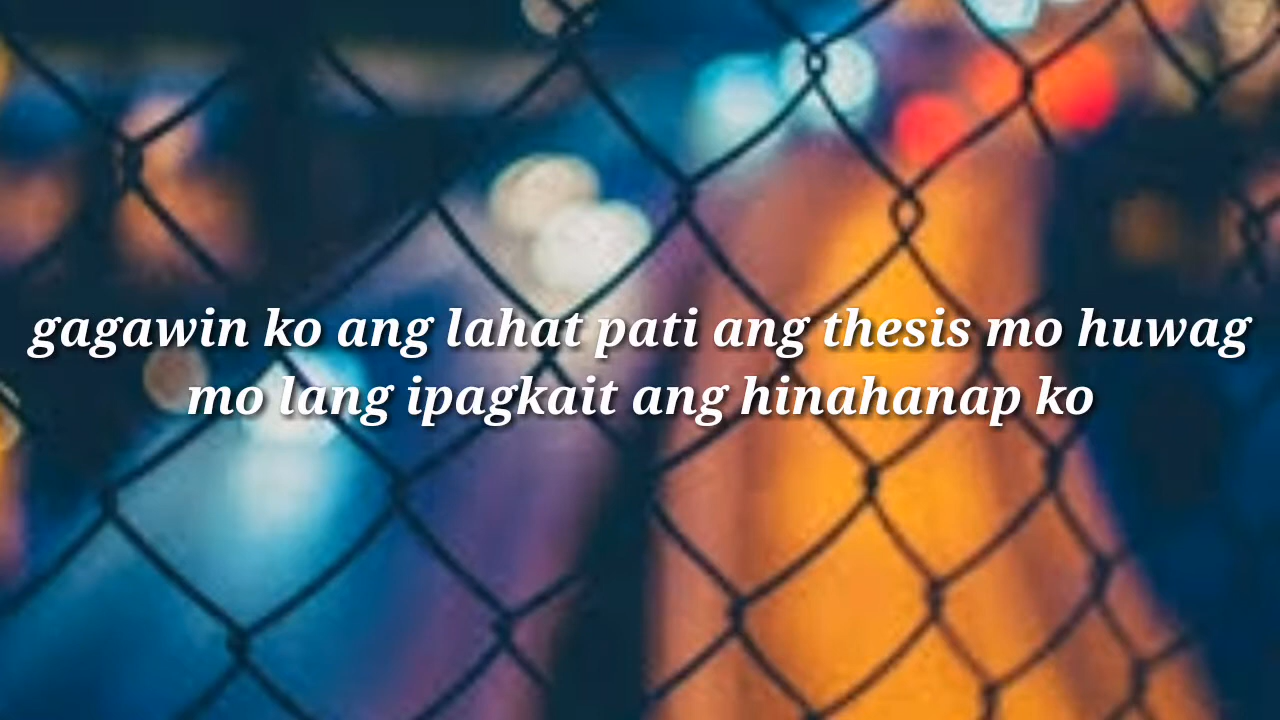 gagawin ko ang lahat pati ang thesis mo huwag
mo lang ipagkait ang hinahanap ko